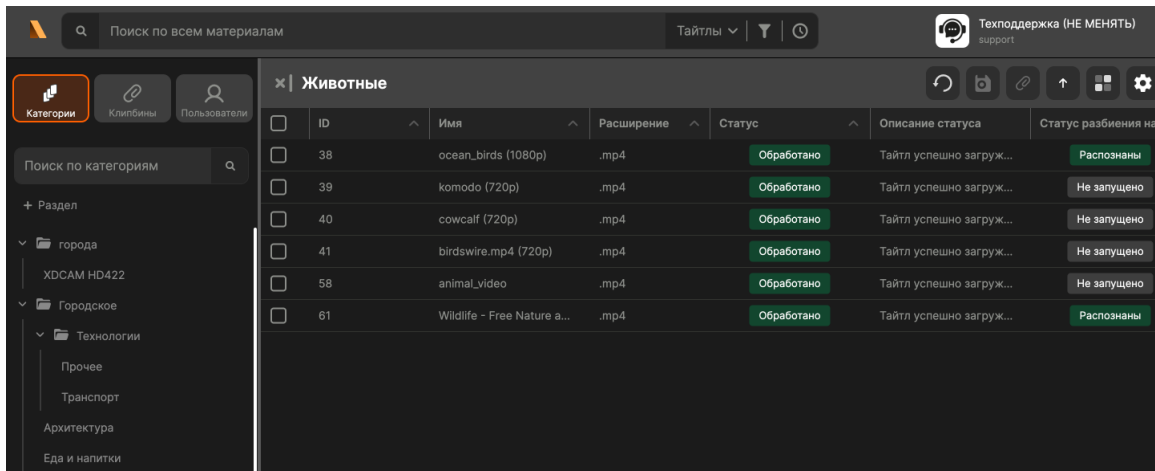 Поиск по всем материалам
Тайтлы
Техподдержка (НЕ МЕНЯТЬ)
support
Категории
Клипбины
Пользователи
Поиск по категориям
+ Раздел
города
XDCAM HD422
Городское
Технологии
Прочее
Транспорт
Архитектура
Еда и напитки
Животные
ID Имя Расширение Статус Описание статуса Статус разбиения на
38 ocean_birds (1080p) .mp4 Обработано Тайтл успешно загруж... Распознаны
39 komodo (720p) .mp4 Обработано Тайтл успешно загруж... Не запущено
40 cowcalf (720p) .mp4 Обработано Тайтл успешно загруж... Не запущено
41 birdswire.mp4 (720p) .mp4 Обработано Тайтл успешно загруж... Не запущено
58 animal_video .mp4 Обработано Тайтл успешно загруж... Не запущено
61 Wildlife - Free Nature a... .mp4 Обработано Тайтл успешно загруж... Распознаны